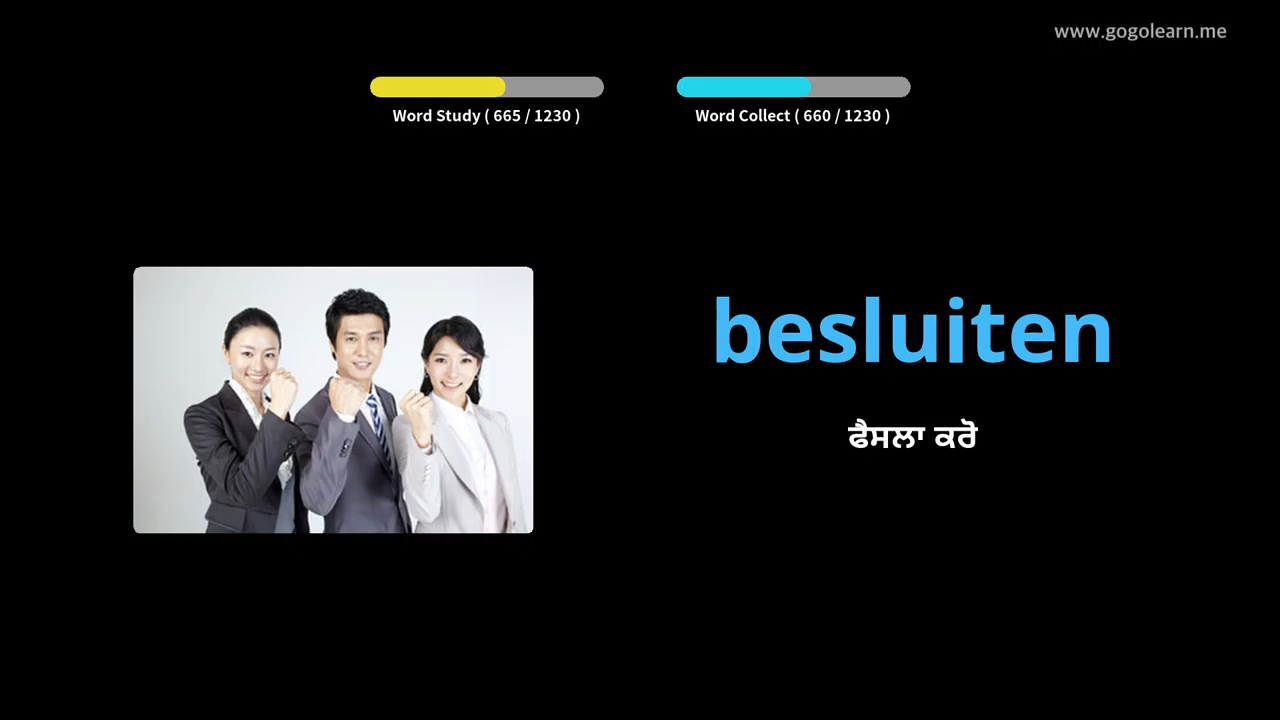 www.gogolearn.me
Word Study ( 665 / 1230 )
Word Collect ( 660 / 1230 )
besluiten
ਫੈਸਲਾ ਕਰੋ